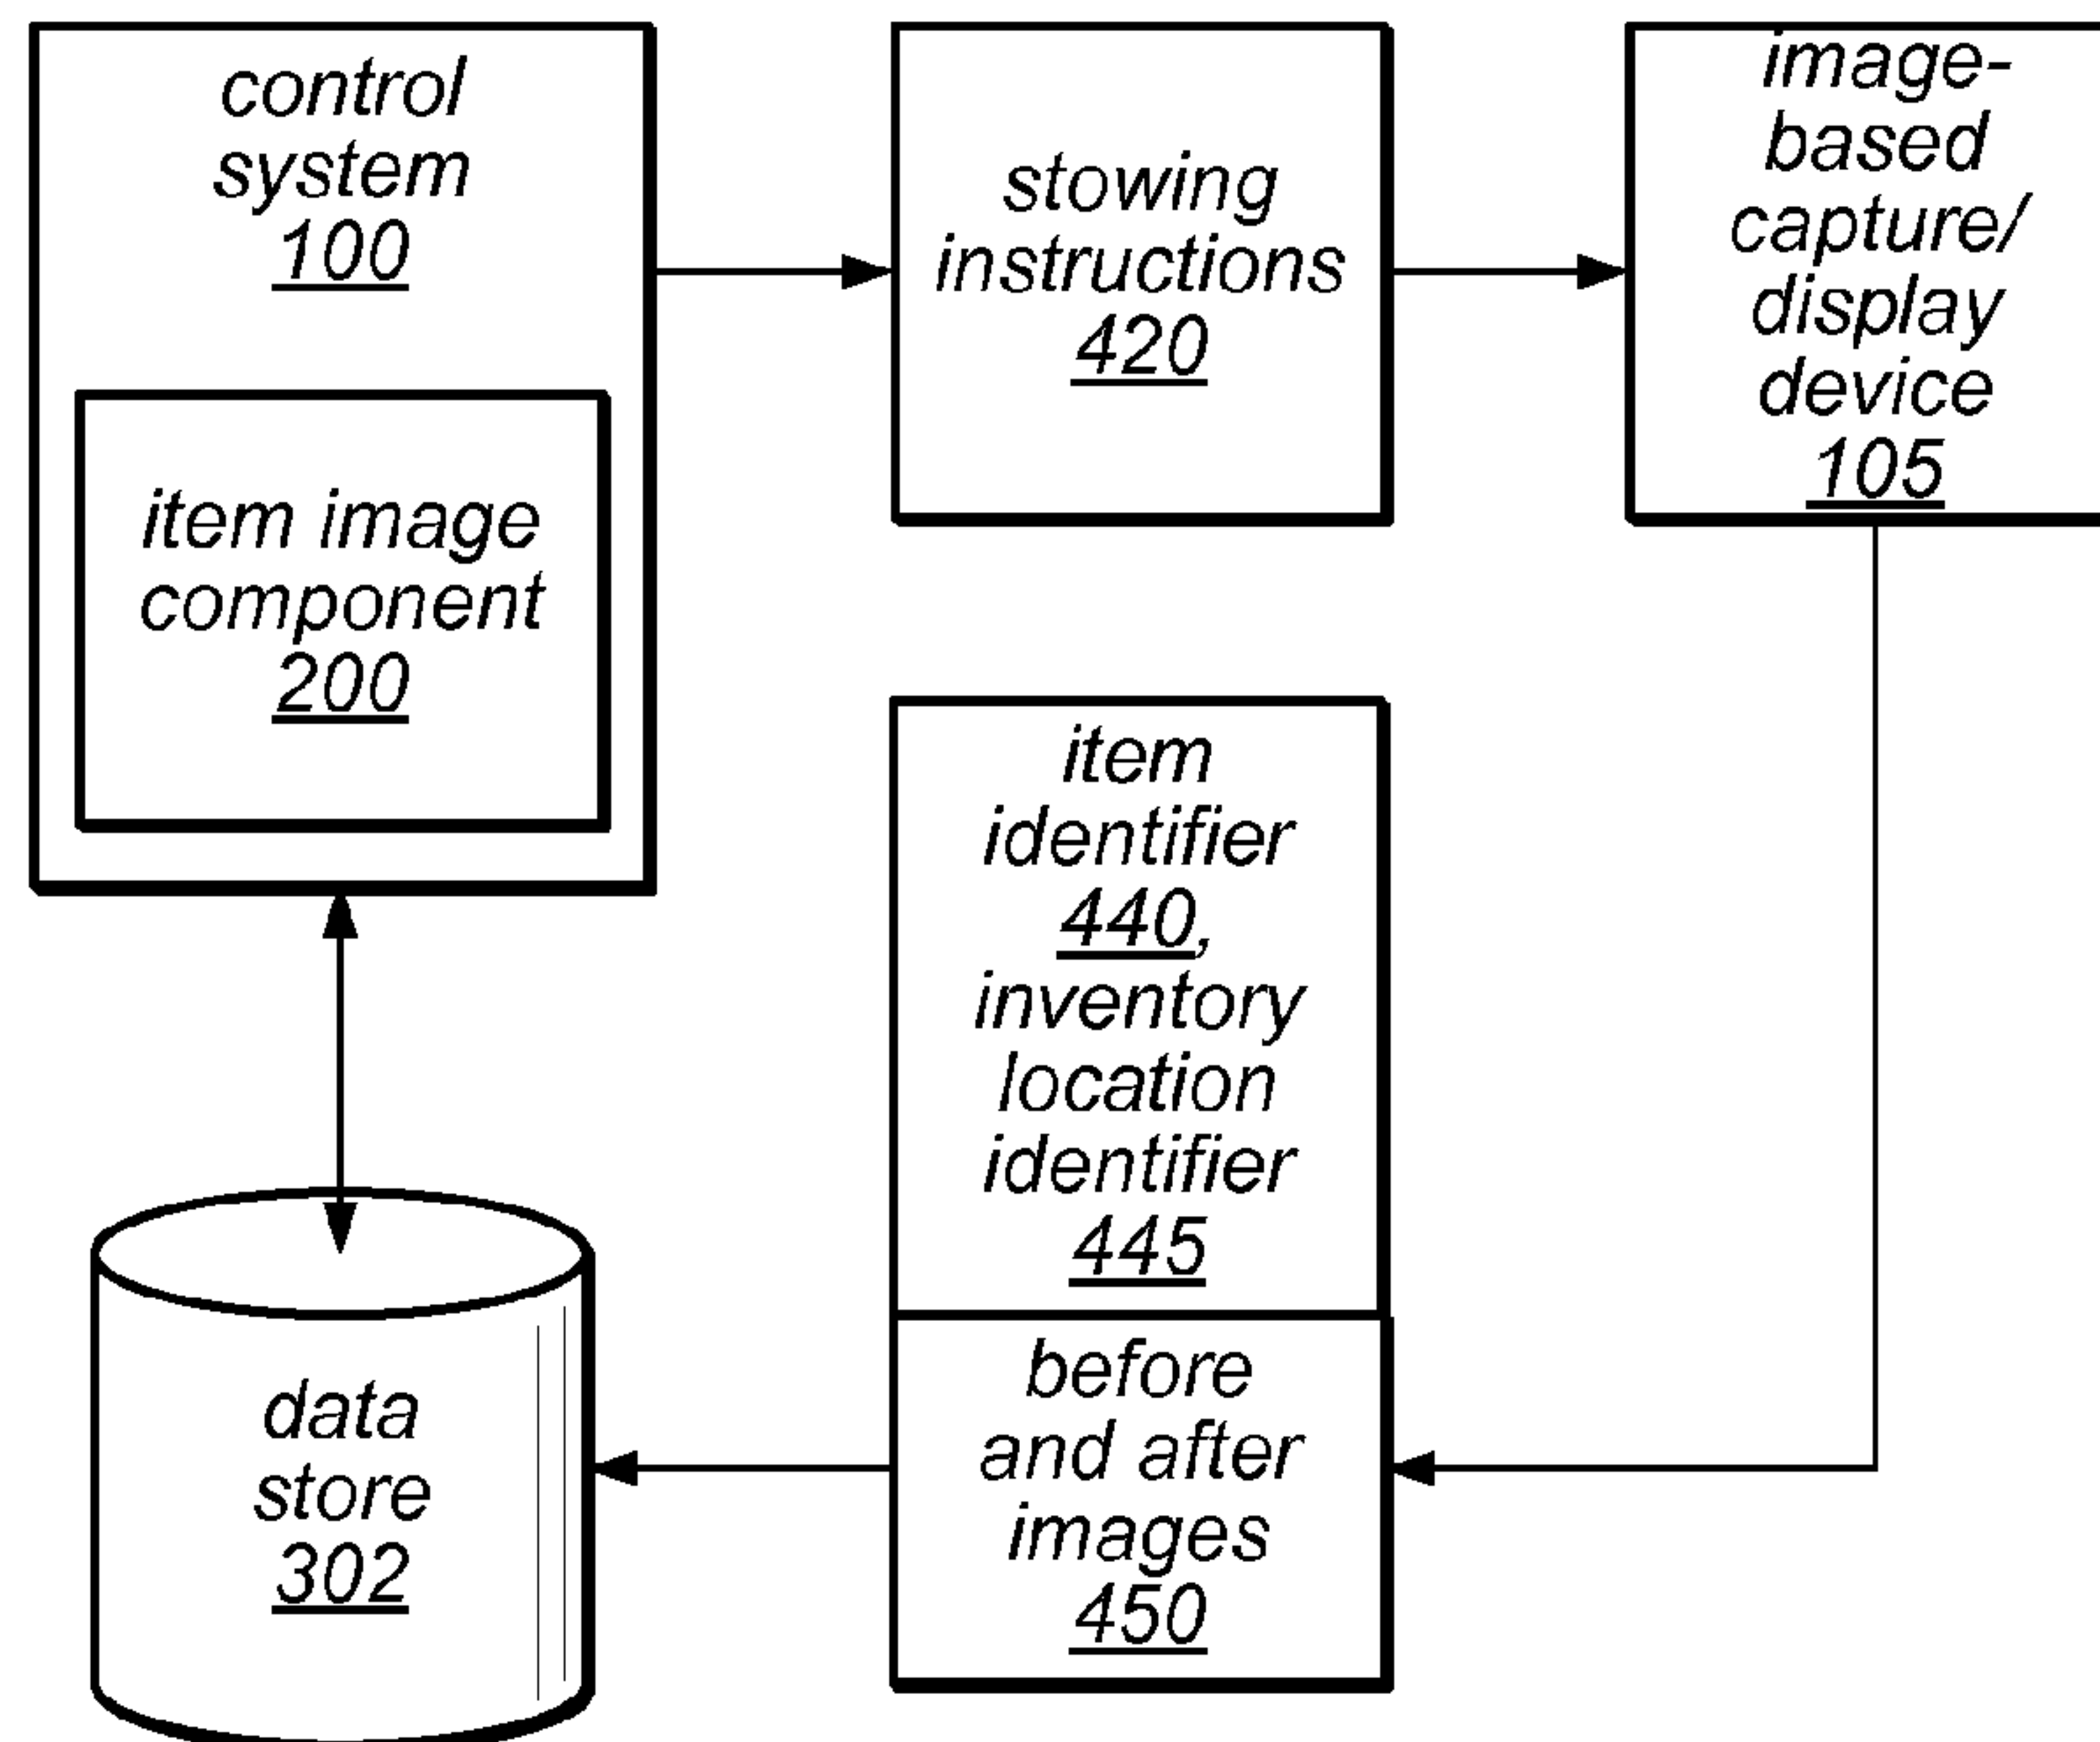 control
system
100
item image
component
200
stowing
instructions
420
image-
based
capture/
display
device
105
item
identifier
440,
inventory
location
identifier
445
before
and after
images
450
data
store
302